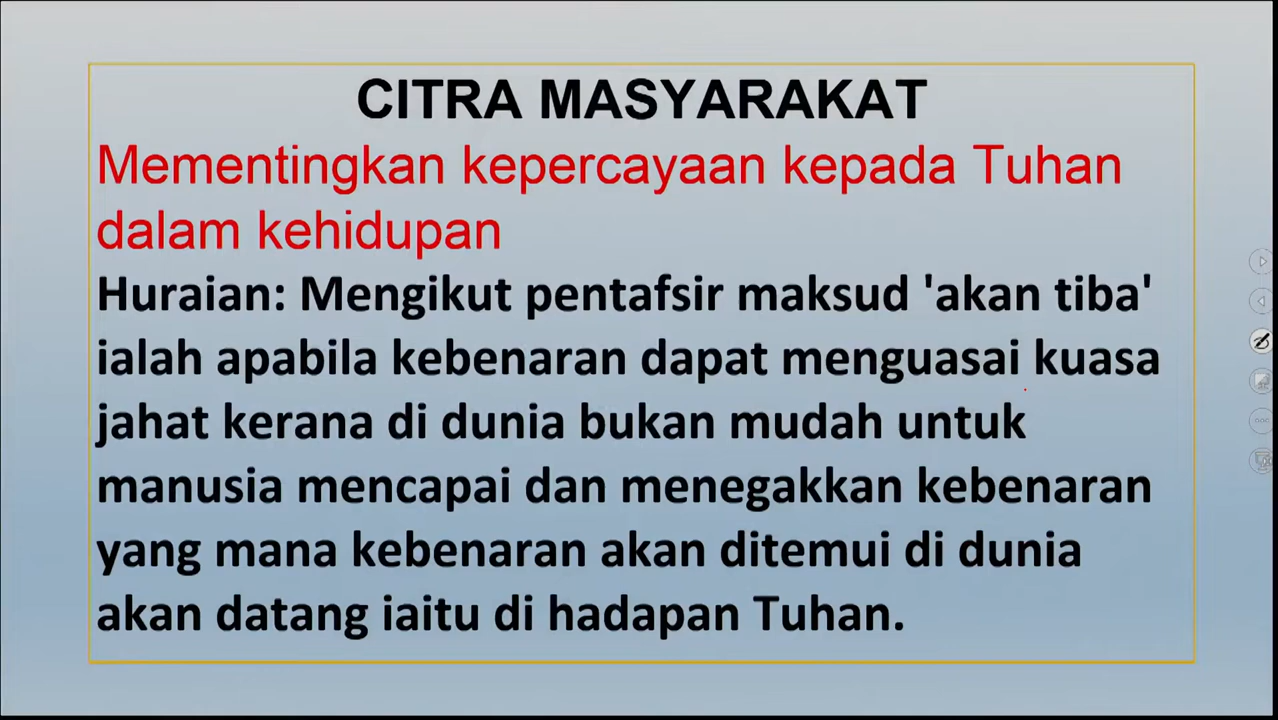 CITRA MASYARAKAT
Mementingkan kepercayaan kepada Tuhan
dalam kehidupan
Huraian: Mengikut pentafsir maksud 'akan tiba'
ialah apabila kebenaran dapat menguasai kuasa
jahat kerana di dunia bukan mudah untuk
manusia mencapai dan menegakkan kebenaran
yang mana kebenaran akan ditemui di dunia
akan datang iaitu di hadapan Tuhan.